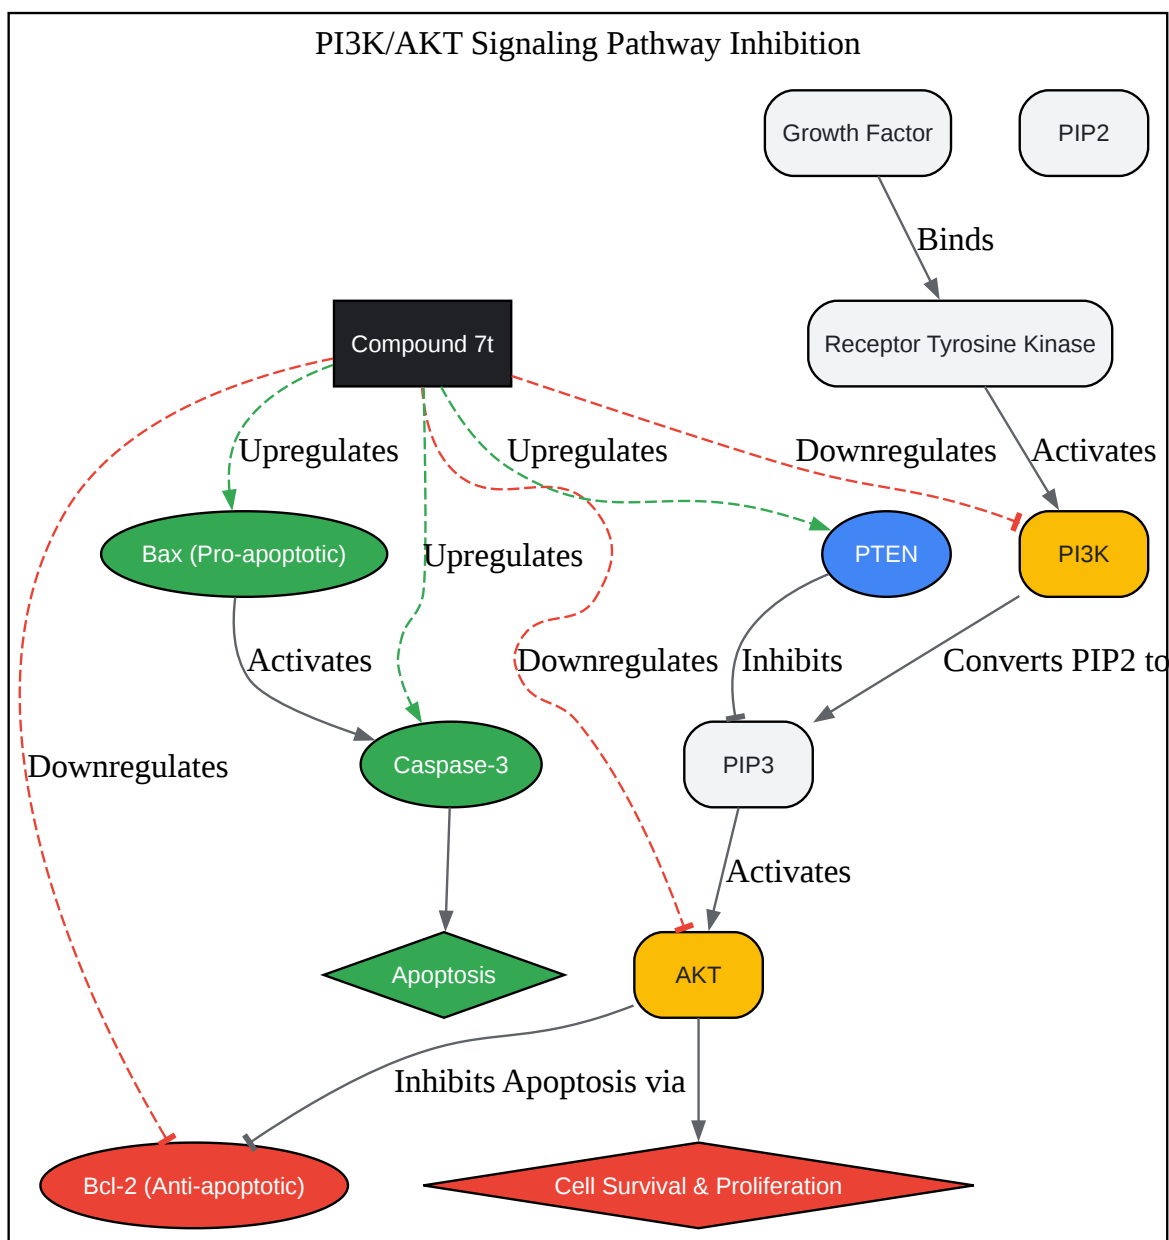 PI3K/AKT Signaling Pathway Inhibition
Growth Factor
PIP2
Binds
Compound 7t
Receptor Tyrosine Kinase
Upregulates
Upregulates
Downregulates
Activates
Bax (Pro-apoptotic)
Upregulates
PTEN
PI3K
Activates
Downregulates
Inhibits
Converts PIP2 to
Downregulates
Caspase-3
PIP3
Activates
Apoptosis
AKT
Inhibits Apoptosis via
Bcl-2 (Anti-apoptotic)
Cell Survival & Proliferation